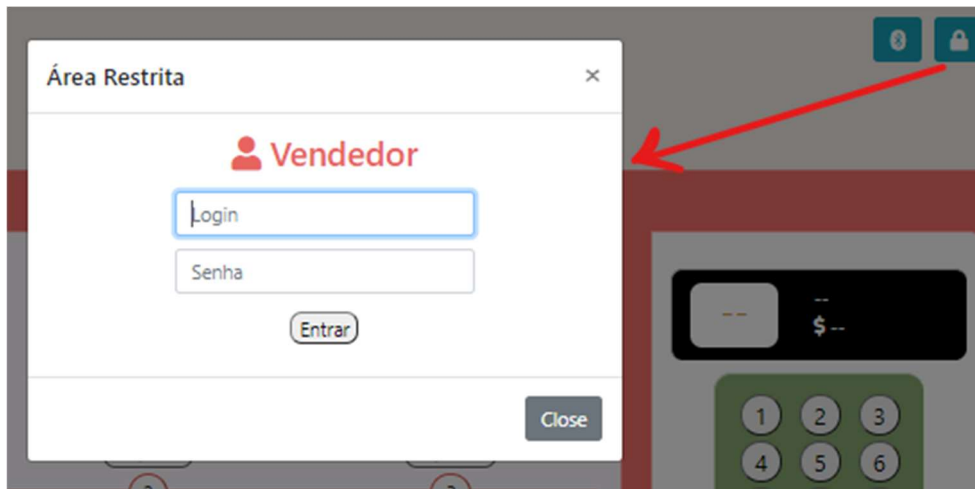 Área Restrita ×
Vendedor
Login
Senha
Entrar
Close
--
--
$ --
1 2 3
4 5 6